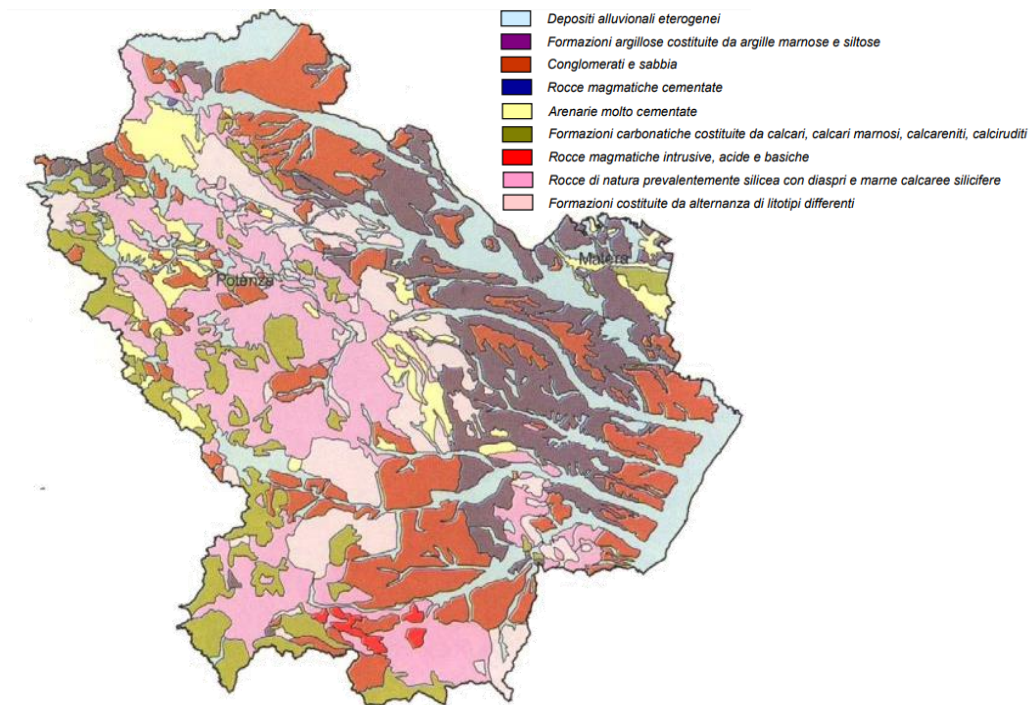 Depositi alluvionali eterogenei
Formazioni argillose costituite da argille marnose e siltose
Conglomerati e sabbia
Rocce magmatiche cementate
Arenarie molto cementate
Formazioni carbonatiche costituite da calcari, calcari marnosi, calcareniti, calciruditi
Rocce magmatiche intrusive, acide e basiche
Rocce di natura prevalentemente silicea con diaspri e marne calcaree silicifere
Formazioni costituite da alternanza di litotipi differenti
Matera
Potenza